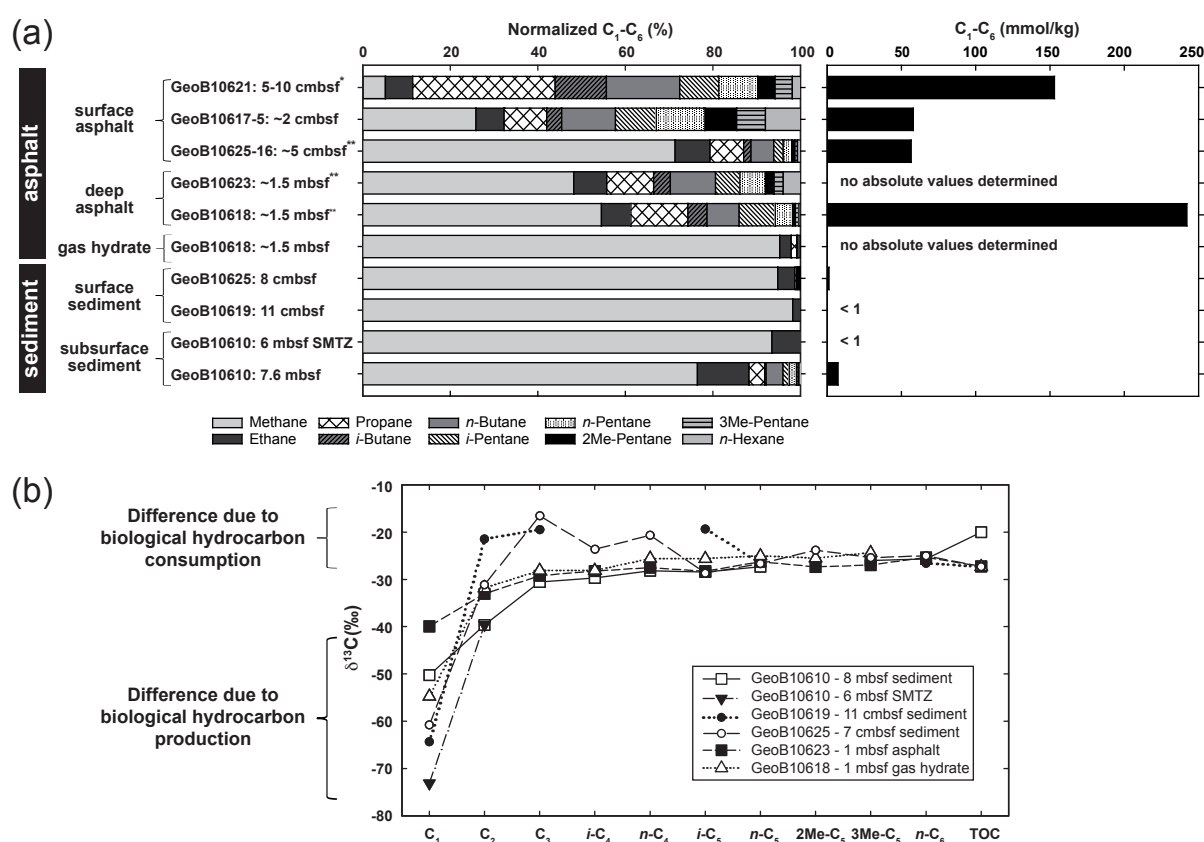 (a)
Normalized C1-C6 (%)
0 20 40 60 80 100
C1-C6 (mmol/kg)
0 50 100 150 200 250
asphalt
sediment
surface
asphalt
deep
asphalt
gas hydrate
surface
sediment
subsurface
sediment
GeoB10621: 5-10 cmbsf*
GeoB10617-5: ~2 cmbsf
GeoB10625-16: ~5 cmbsf**
GeoB10623: ~1.5 mbsf**
GeoB10618: ~1.5 mbsf**
GeoB10618: ~1.5 mbsf
GeoB10625: 8 cmbsf
GeoB10619: 11 cmbsf
GeoB10610: 6 mbsf SMTZ
GeoB10610: 7.6 mbsf
no absolute values determined
no absolute values determined
< 1
< 1
Methane Propane n-Butane n-Pentane 3Me-Pentane
Ethane i-Butane i-Pentane 2Me-Pentane n-Hexane
(b)
Difference due to
biological hydrocarbon
consumption
Difference due to
biological hydrocarbon
production
δ13C (‰)
-10
-20
-30
-40
-50
-60
-70
-80
GeoB10610 - 8 mbsf sediment
GeoB10610 - 6 mbsf SMTZ
GeoB10619 - 11 cmbsf sediment
GeoB10625 - 7 cmbsf sediment
GeoB10623 - 1 mbsf asphalt
GeoB10618 - 1 mbsf gas hydrate
C1 C2 C3 i-C4 n-C4 i-C5 n-C5 2Me-C5 3Me-C5 n-C6 TOC